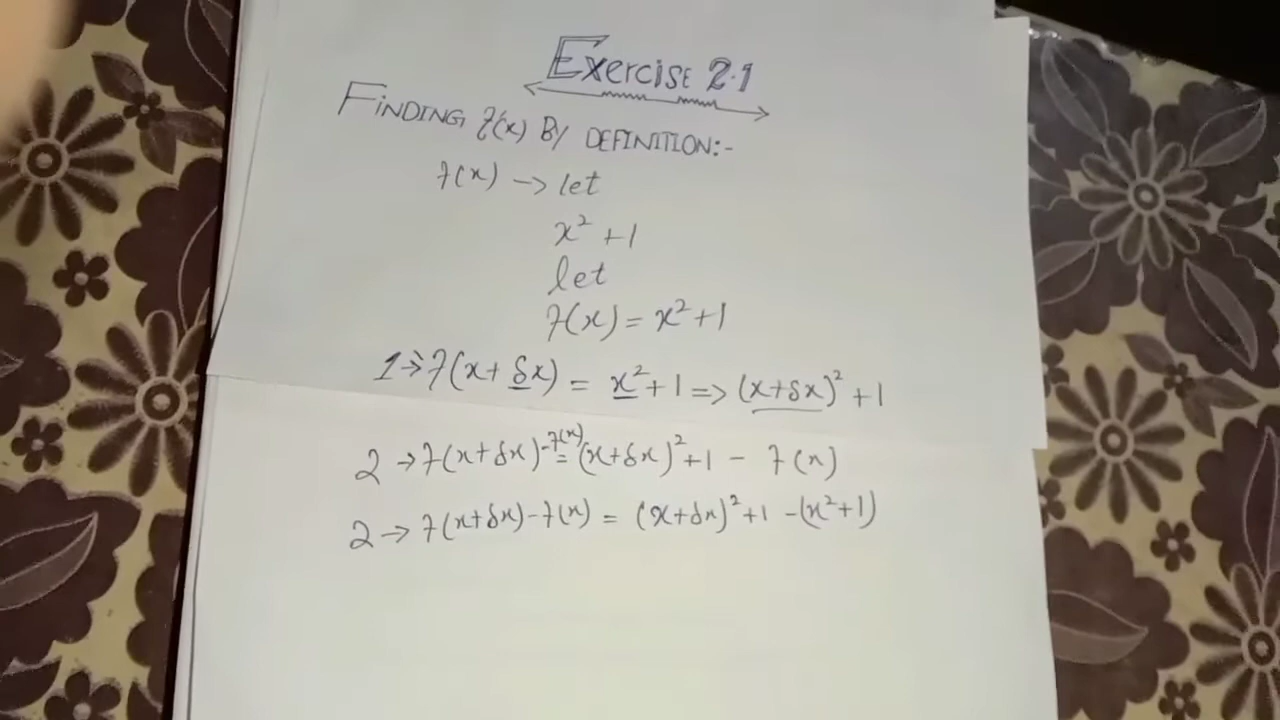 Exercise 2.1
FINDING f'(x) BY DEFINITION:-
f(x) → let
x² + 1
let
f(x) = x² + 1
1→ f(x + δx) = x² + 1 => (x + δx)² + 1
2 → f(x + δx) - f(x) = (x + δx)² + 1 - f(x)
2 → f(x + δx) - f(x) = (x + δx)² + 1 - (x² + 1)